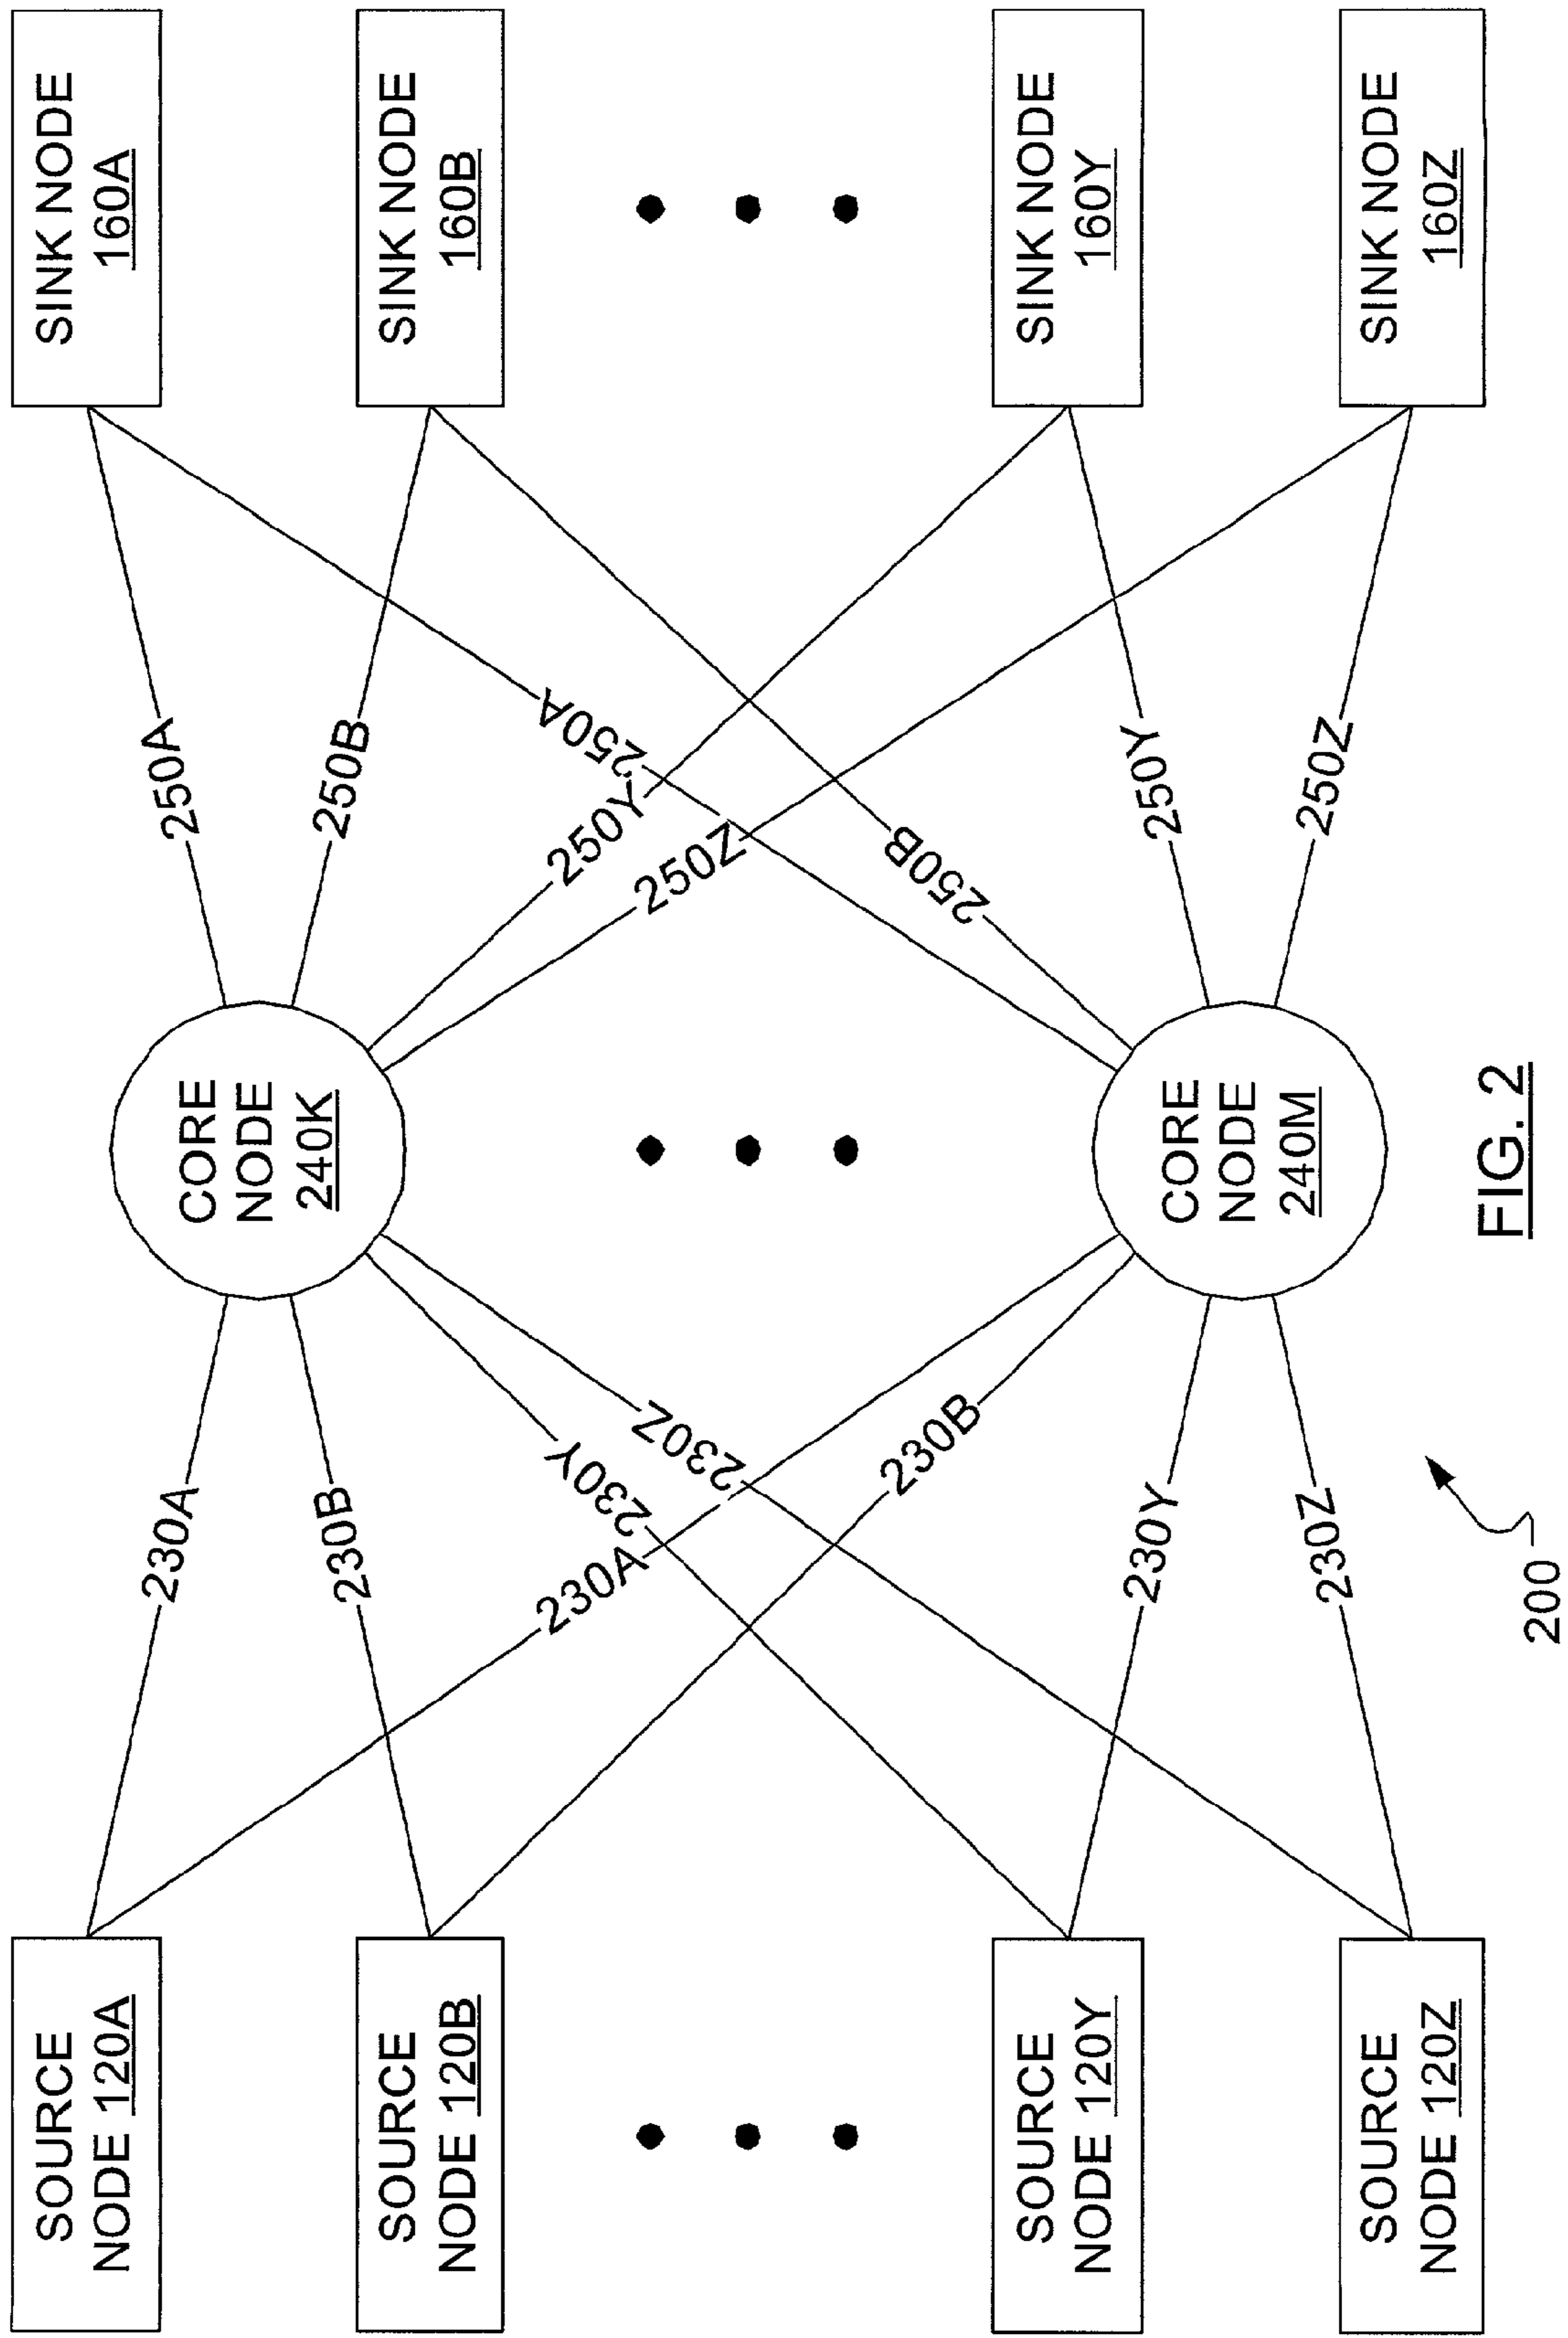 SOURCE
NODE 120A
SOURCE
NODE 120B
SOURCE
NODE 120Y
SOURCE
NODE 120Z
230A
230B
230A
230Y
230Z
230B
230Y
230Z
CORE
NODE
240K
CORE
NODE
240M
250A
250B
250Y
250A
250Z
250B
250Y
250Z
SINK NODE
160A
SINK NODE
160B
SINK NODE
160Y
SINK NODE
160Z
200
FIG. 2